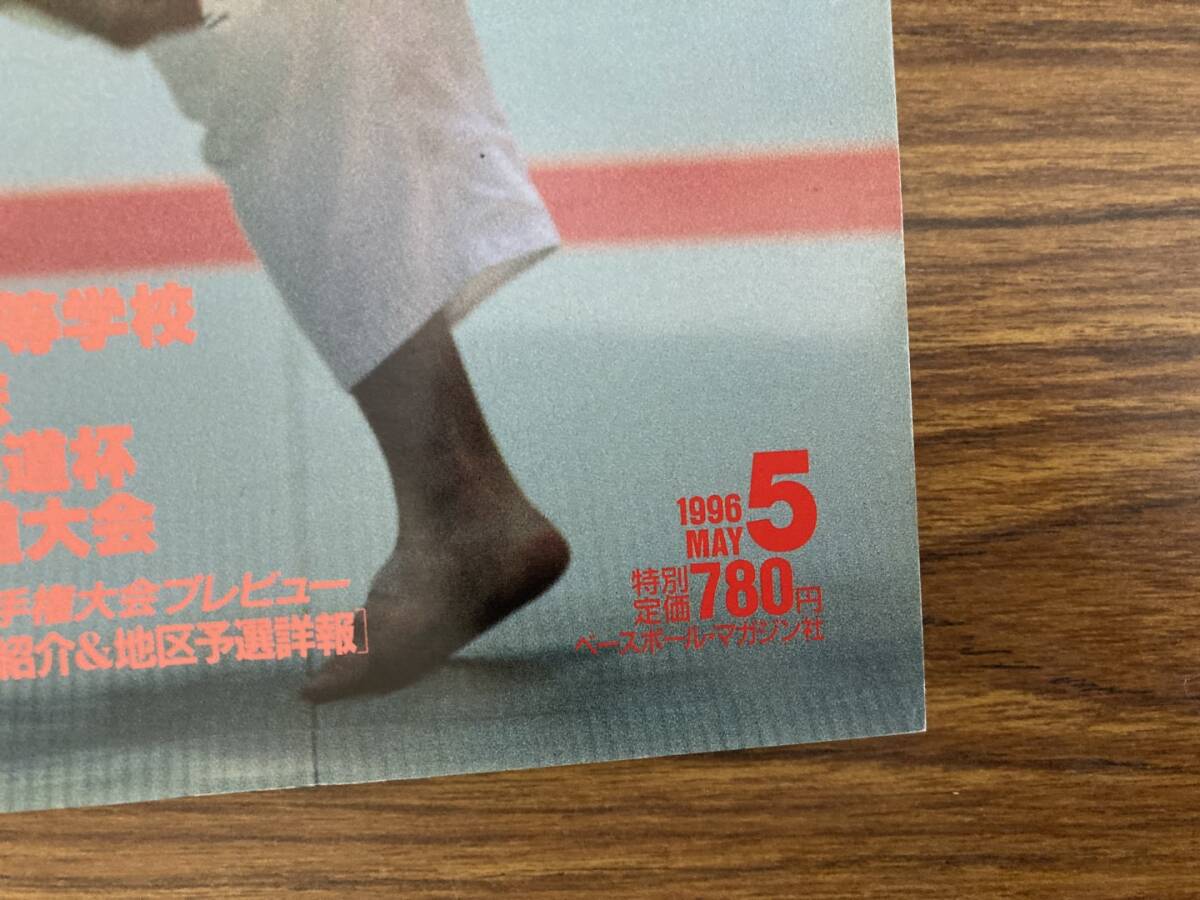 等学校
道杯
大会
手権大会プレビュー
紹介&地区予選詳報]
1996
MAY
5
特別
定価
780円
ベースボール・マガジン社